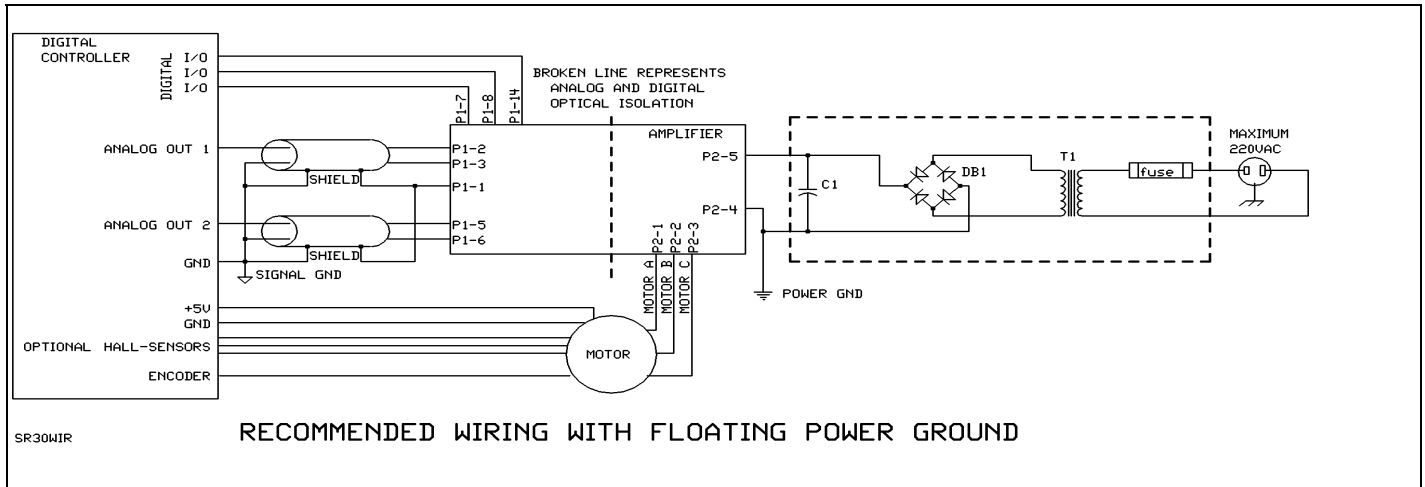 DIGITAL
CONTROLLER
DIGITAL
I/O
I/O
I/O
P1-7
P1-8
P1-14
BROKEN LINE REPRESENTS
ANALOG AND DIGITAL
OPTICAL ISOLATION
AMPLIFIER
MAXIMUM
220VAC
ANALOG OUT 1
SHIELD
P1-2
P1-3
P1-1
P2-5
C1
DB1
T1
fuse
ANALOG OUT 2
SHIELD
P1-5
P1-6
P2-4
P2-1
P2-2
P2-3
GND
SIGNAL GND
MOTOR A
MOTOR B
MOTOR C
POWER GND
+5V
GND
OPTIONAL HALL-SENSORS
MOTOR
ENCODER
SR30WIR
RECOMMENDED WIRING WITH FLOATING POWER GROUND